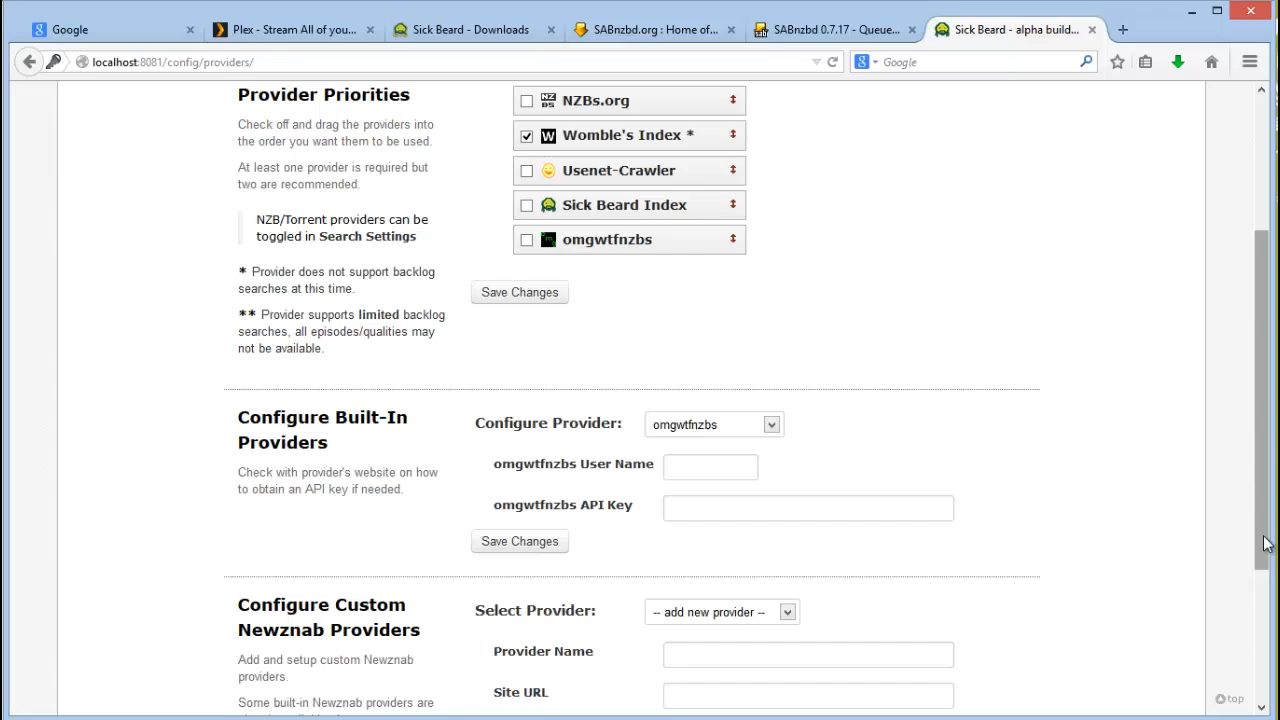 Google
Plex - Stream All of you...
Sick Beard - Downloads
SABnzbd.org : Home of...
SABnzbd 0.7.17 - Queue...
Sick Beard - alpha build...
localhost:8081/config/providers/
Google
Provider Priorities
Check off and drag the providers into
the order you want them to be used.
At least one provider is required but
two are recommended.
NZB/Torrent providers can be
toggled in Search Settings
* Provider does not support backlog
searches at this time.
** Provider supports limited backlog
searches, all episodes/qualities may
not be available.
NZBs.org
Womble's Index *
Usenet-Crawler
Sick Beard Index
omgwtfnzbs
Save Changes
Configure Built-In
Providers
Check with provider's website on how
to obtain an API key if needed.
Configure Provider: omgwtfnzbs
omgwtfnzbs User Name
omgwtfnzbs API Key
Save Changes
Configure Custom
Newznab Providers
Add and setup custom Newznab
providers.
Some built-in Newznab providers are
Select Provider: -- add new provider --
Provider Name
Site URL
top